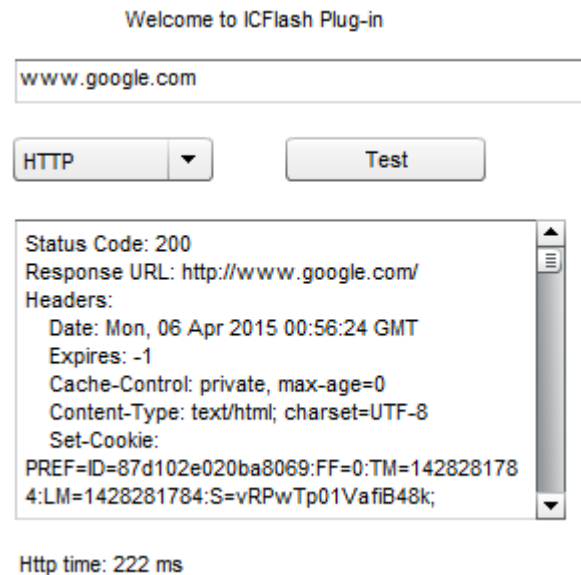 Welcome to ICFlash Plug-in
www.google.com
HTTP
Test
Status Code: 200
Response URL: http://www.google.com/
Headers:
Date: Mon, 06 Apr 2015 00:56:24 GMT
Expires: -1
Cache-Control: private, max-age=0
Content-Type: text/html; charset=UTF-8
Set-Cookie:
PREF=ID=87d102e020ba8069:FF=0:TM=142828178
4:LM=1428281784:S=vRPwTp01VafiB48k;
Http time: 222 ms